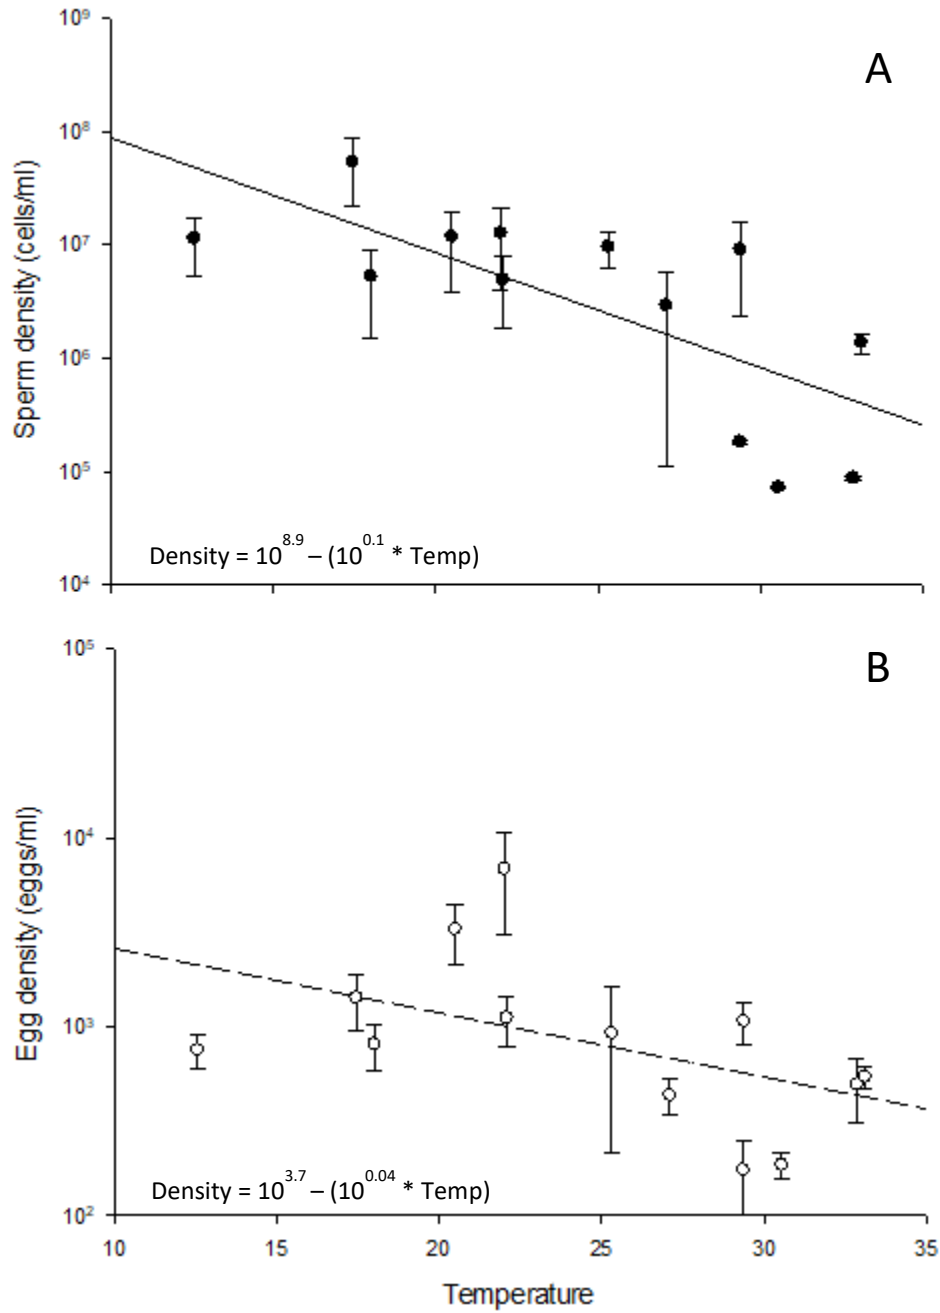 10⁹
A
10⁸
10⁷
10⁶
10⁵
10⁴
Sperm density (cells/ml)
Density = 10^8.9 – (10^0.1 * Temp)
10⁵
B
10⁴
10³
10²
Egg density (eggs/ml)
Density = 10^3.7 – (10^0.04 * Temp)
10 15 20 25 30 35
Temperature